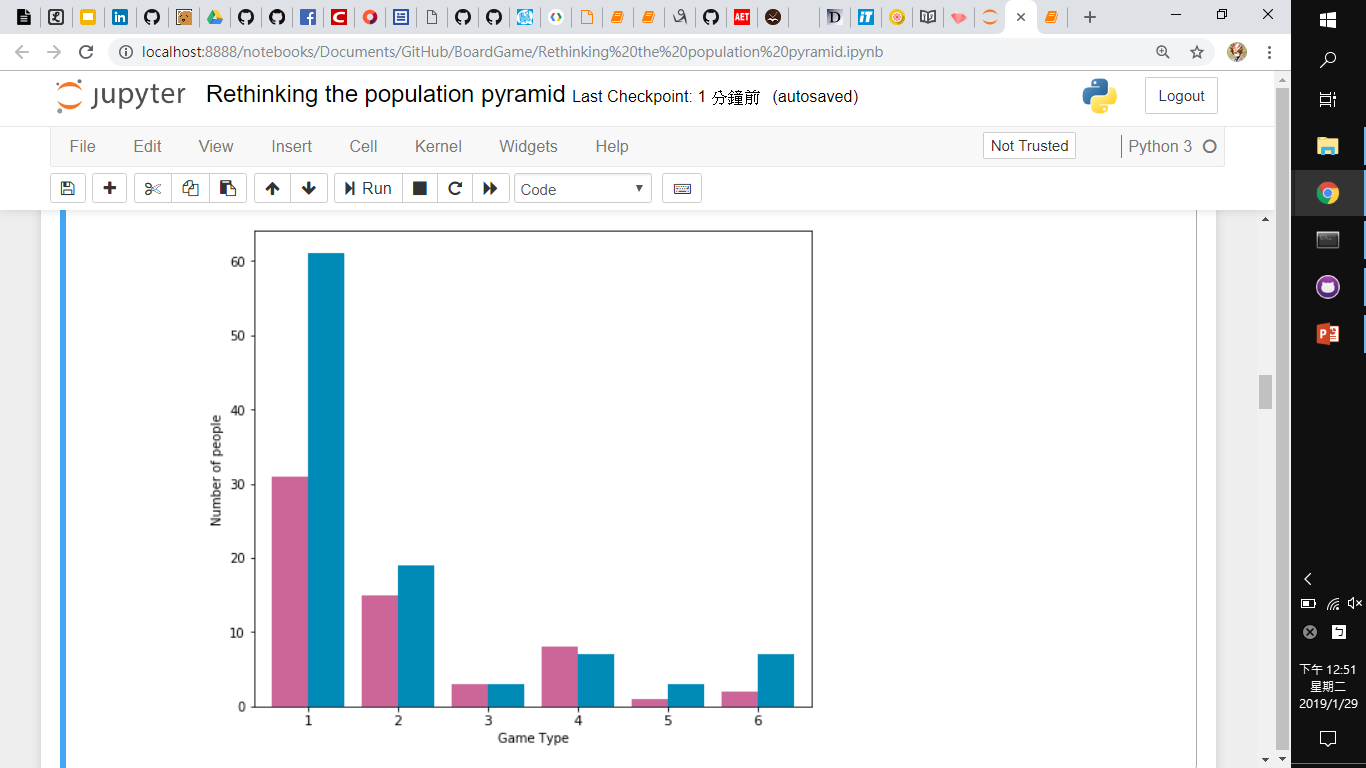 localhost:8888/notebooks/Documents/GitHub/BoardGame/Rethinking%20the%20population%20pyramid.ipynb
jupyter Rethinking the population pyramid Last Checkpoint: 1 分鐘前 (autosaved)
Logout
File Edit View Insert Cell Kernel Widgets Help
Not Trusted
Python 3
Run
Code
60
50
40
30
20
10
0
Number of people
1 2 3 4 5 6
Game Type
下午 12:51
星期二
2019/1/29